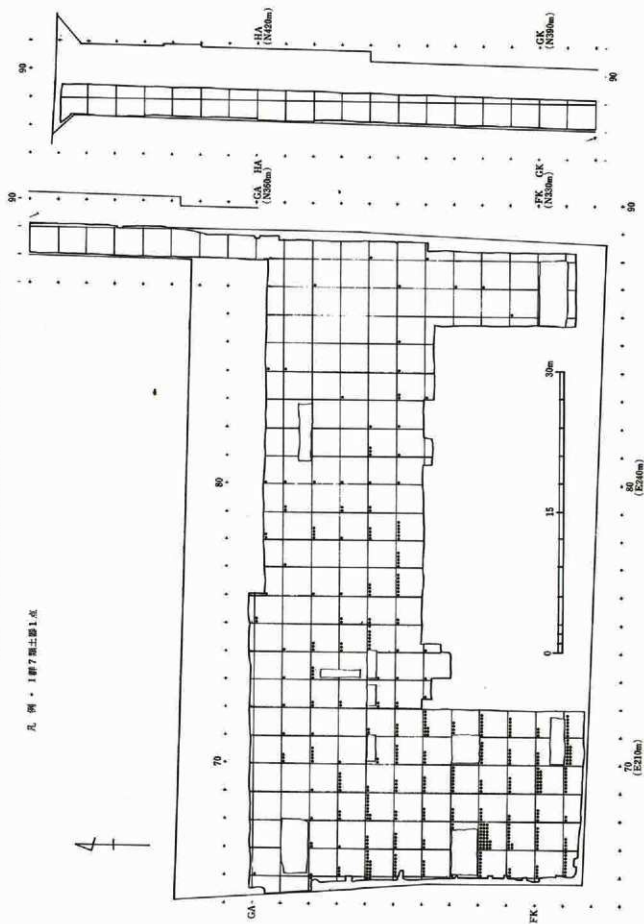 凡 例 ・ I群7類土器1点
90
・HA
(N420m)
・GK
(N390m)
90
90
・GA HA
(N360m)
・FK GK・
(N330m)
90
80
80
(E240m)
30m
15
0
70
70
(E210m)
GA
FK